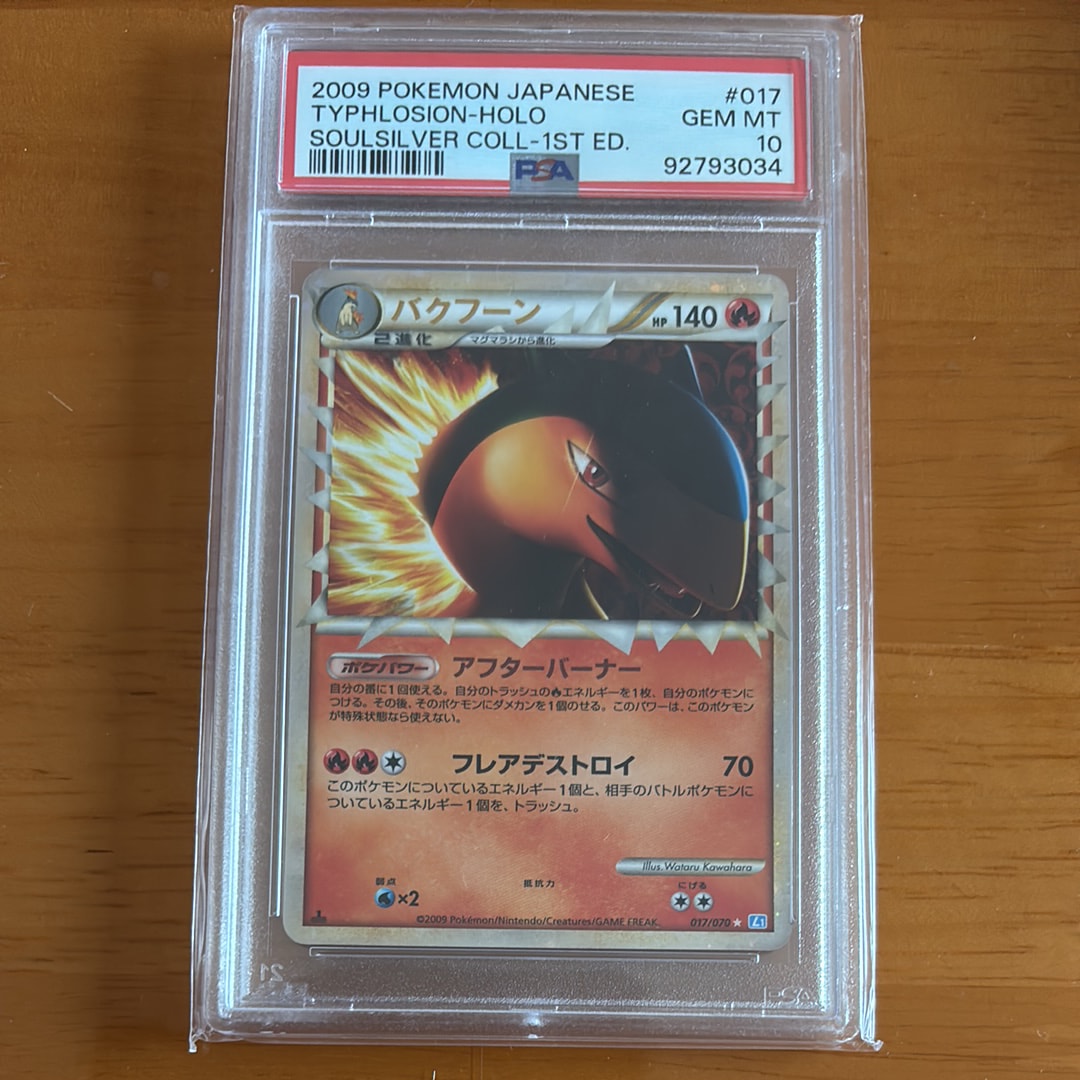 2009 POKEMON JAPANESE #017
TYPHLOSION-HOLO GEM MT
SOULSILVER COLL-1ST ED. 10
PSA 92793034
バクフーン HP 140
2進化 マグマラシから進化
ポケパワー アフターバーナー
自分の番に1回使える。自分のトラッシュの エネルギーを1枚、自分のポケモンに
つける。その後、そのポケモンにダメカンを1個のせる。このパワーは、このポケモン
が特殊状態なら使えない。
フレアデストロイ 70
このポケモンについているエネルギー1個と、相手のバトルポケモンに
ついているエネルギー1個を、トラッシュ。
Illus. Wataru Kawahara
弱点 抵抗力 にげる
×2
©2009 Pokémon/Nintendo/Creatures/GAME FREAK. 017/070 ★ L1
1
21 PSA